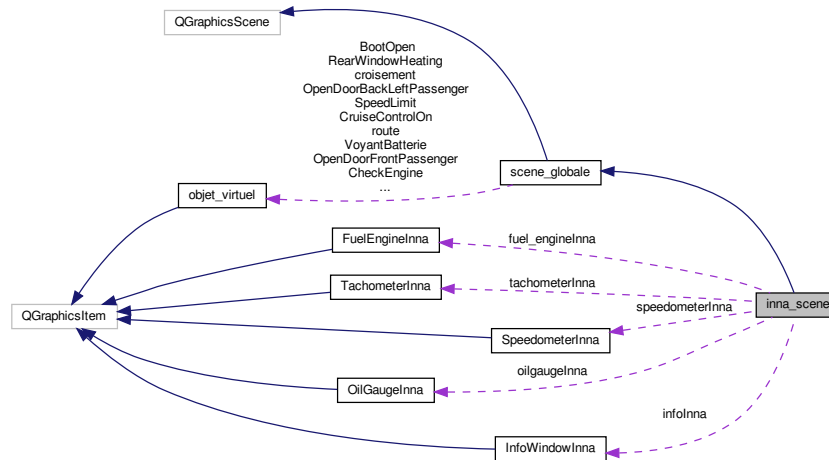 QGraphicsScene
BootOpen
RearWindowHeating
croisement
OpenDoorBackLeftPassenger
SpeedLimit
CruiseControlOn
route
VoyantBatterie
OpenDoorFrontPassenger
CheckEngine
...
scene_globale
objet_virtuel
FuelEngineInna
fuel_engineInna
TachometerInna
tachometerInna
inna_scene
speedometerInna
QGraphicsItem
SpeedometerInna
oilgaugeInna
OilGaugeInna
infoInna
InfoWindowInna